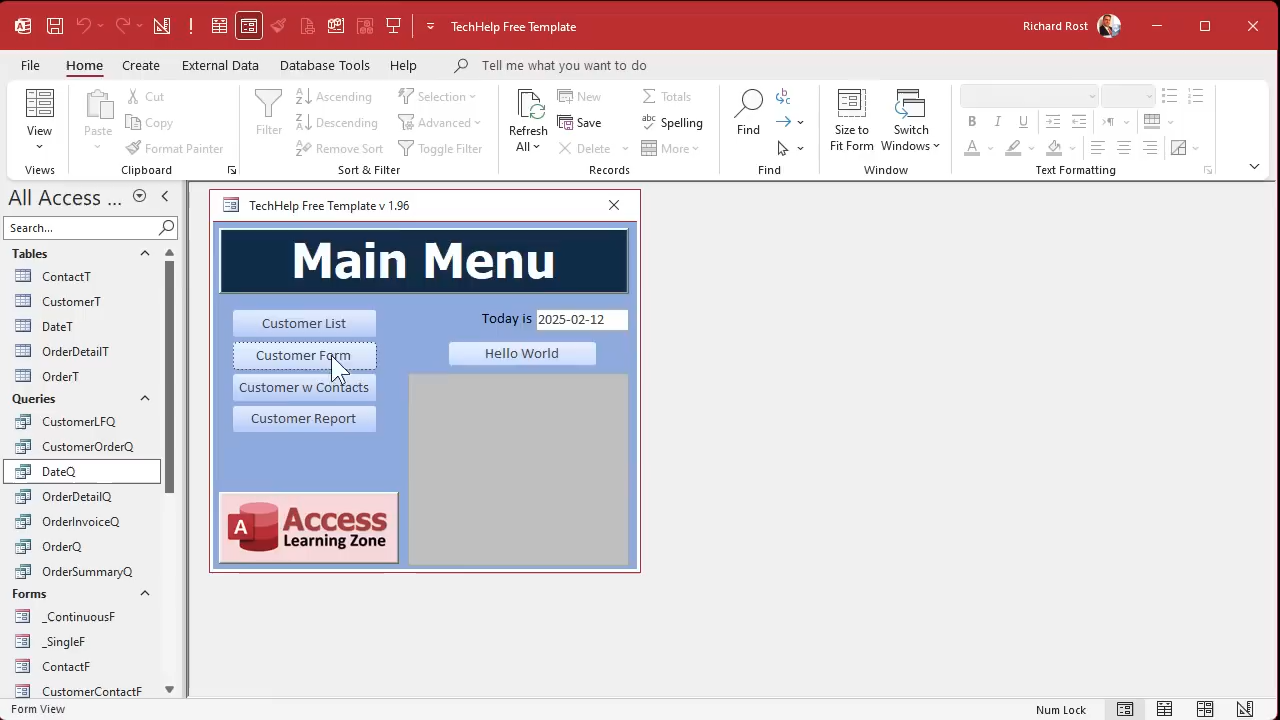 TechHelp Free Template
Richard Rost
File Home Create External Data Database Tools Help Tell me what you want to do
View
Views
Paste
Cut
Copy
Format Painter
Clipboard
Filter
Ascending
Descending
Remove Sort
Selection
Advanced
Toggle Filter
Sort & Filter
Refresh
All
New
Save
Delete
Totals
Spelling
More
Records
Find
Find
Size to
Fit Form
Switch
Windows
Window
B I U
A
Text Formatting
All Access ...
Search...
Tables
ContactT
CustomerT
DateT
OrderDetailT
OrderT
Queries
CustomerLFQ
CustomerOrderQ
DateQ
OrderDetailQ
OrderInvoiceQ
OrderQ
OrderSummaryQ
Forms
_ContinuousF
_SingleF
ContactF
CustomerContactF
TechHelp Free Template v 1.96
Main Menu
Customer List
Customer Form
Customer w Contacts
Customer Report
Today is 2025-02-12
Hello World
A Access
Learning Zone
Form View
Num Lock